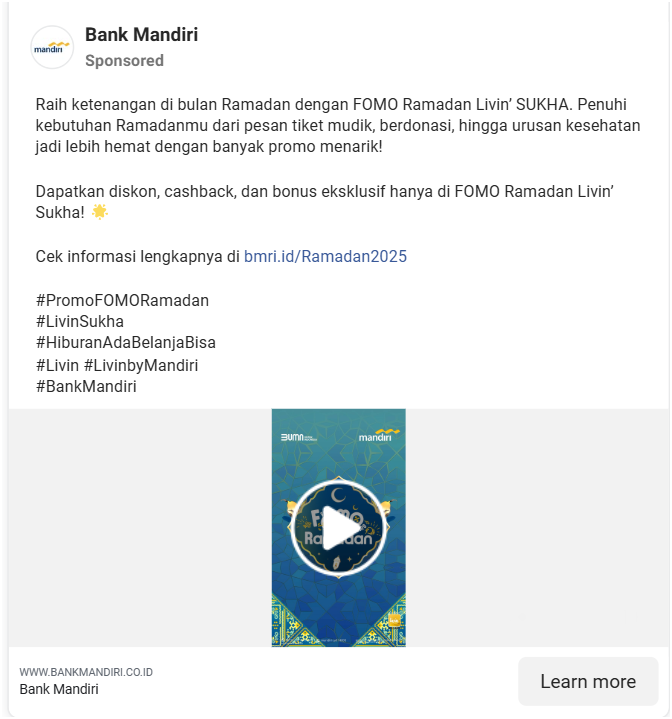 Bank Mandiri
mandiri
Sponsored
Raih ketenangan di bulan Ramadan dengan FOMO Ramadan Livin’ SUKHA. Penuhi
kebutuhan Ramadanmu dari pesan tiket mudik, berdonasi, hingga urusan kesehatan
jadi lebih hemat dengan banyak promo menarik!
Dapatkan diskon, cashback, dan bonus eksklusif hanya di FOMO Ramadan Livin’
Sukha! 🌟
Cek informasi lengkapnya di bmri.id/Ramadan2025
#PromoFOMORamadan
#LivinSukha
#HiburanAdaBelanjaBisa
#Livin #LivinbyMandiri
#BankMandiri
BUMN
mandiri
FOMO
Ramadan
WWW.BANKMANDIRI.CO.ID
Bank Mandiri
Learn more